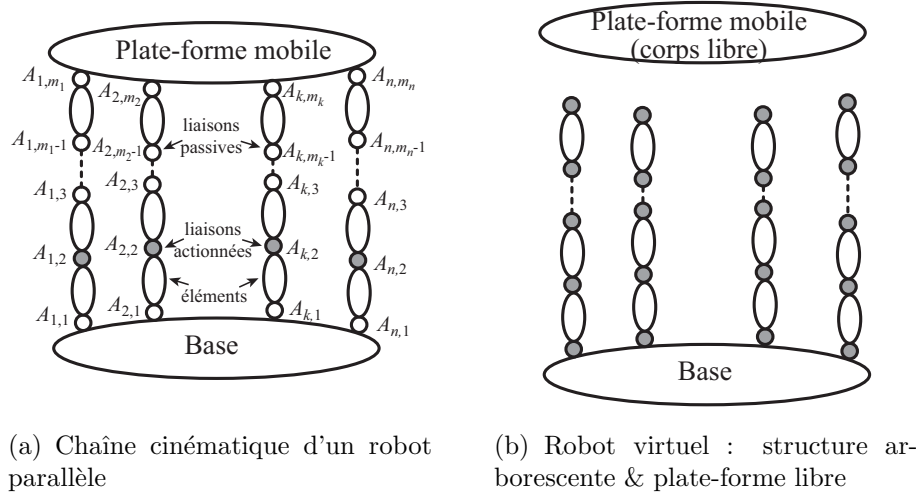 Plate-forme mobile
A1,m1
A2,m2
Ak,mk
An,mn
liaisons
passives
A1,m1-1
A2,m2-1
Ak,mk-1
An,mn-1
A1,3
A2,3
Ak,3
An,3
liaisons
actionnées
A1,2
A2,2
Ak,2
An,2
éléments
A1,1
A2,1
Ak,1
An,1
Base
(a) Chaîne cinématique d'un robot
parallèle
Plate-forme mobile
(corps libre)
Base
(b) Robot virtuel : structure ar-
borescente & plate-forme libre